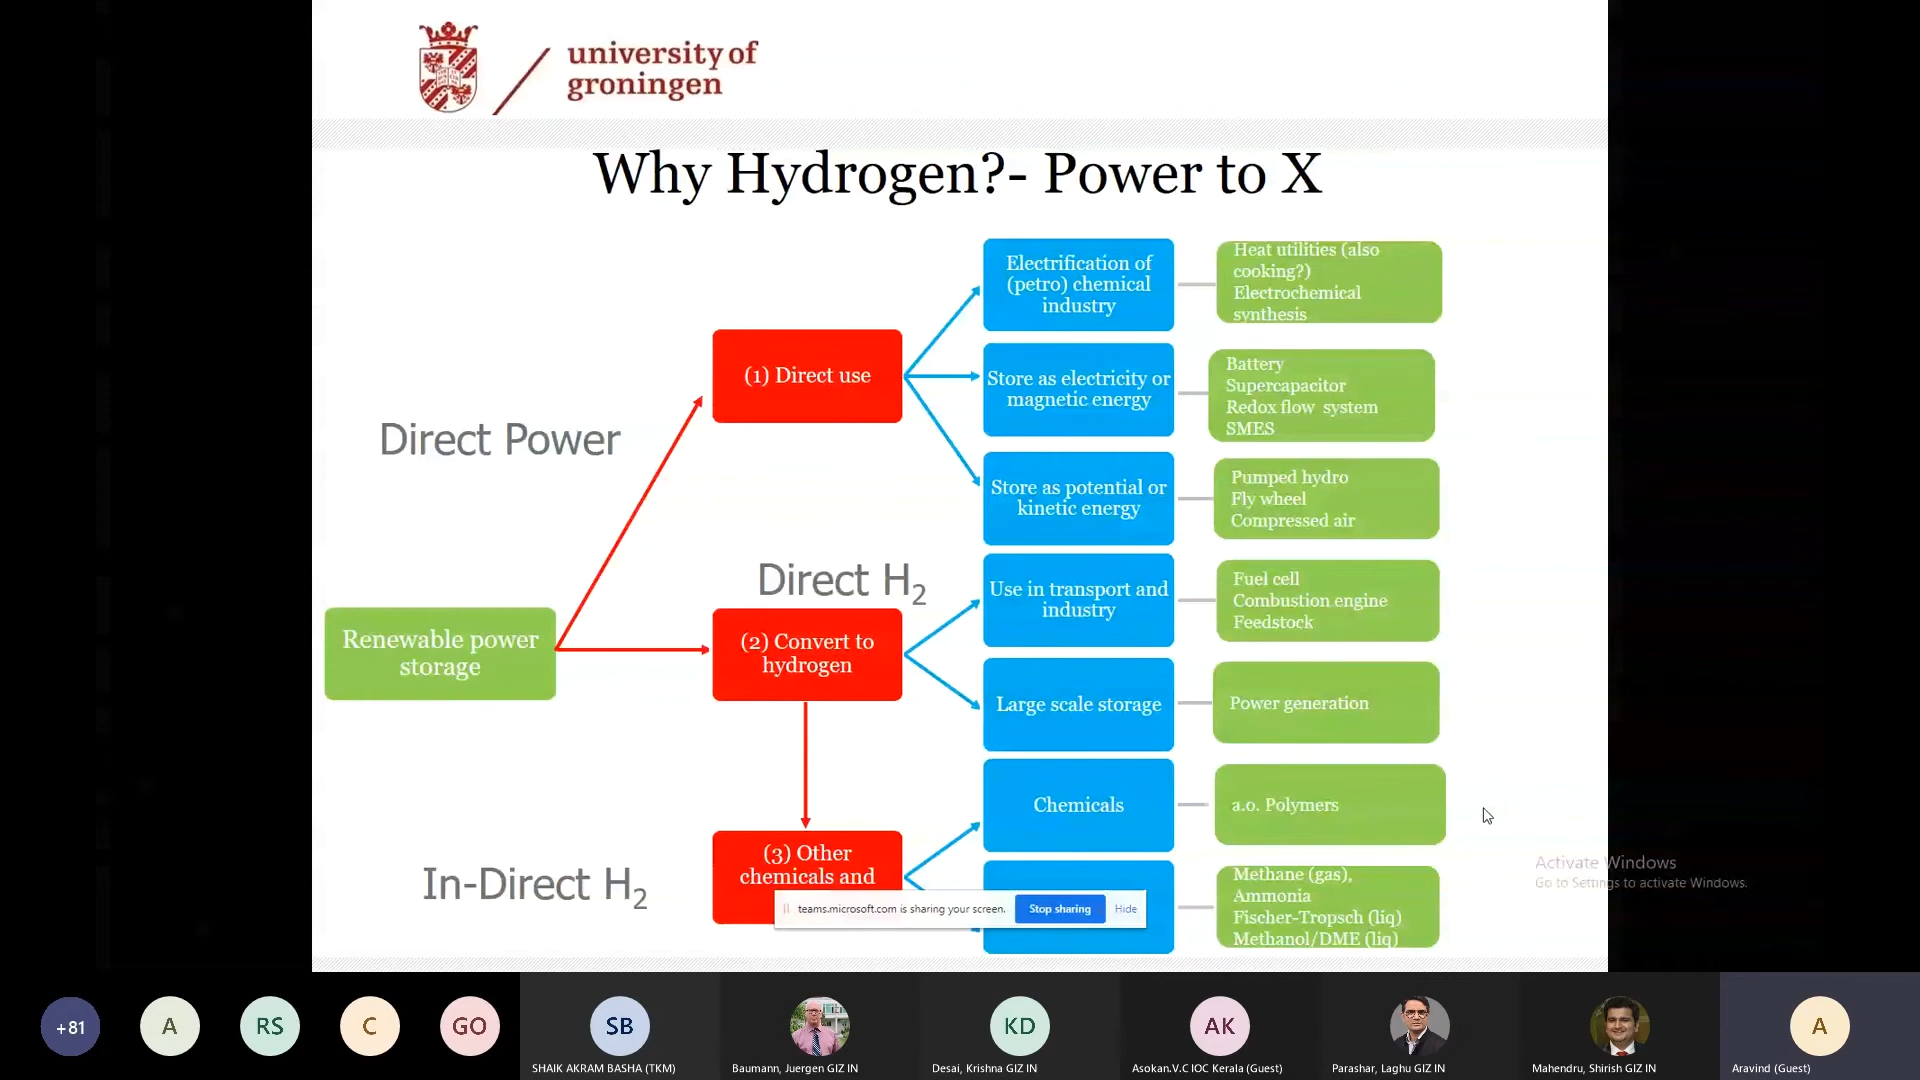 university of
groningen
Why Hydrogen?- Power to X
Direct Power
Direct H2
In-Direct H2
Renewable power
storage
(1) Direct use
(2) Convert to
hydrogen
(3) Other
chemicals and
Electrification of
(petro) chemical
industry
Store as electricity or
magnetic energy
Store as potential or
kinetic energy
Use in transport and
industry
Large scale storage
Chemicals
Heat utilities (also
cooking?)
Electrochemical
synthesis
Battery
Supercapacitor
Redox flow system
SMES
Pumped hydro
Fly wheel
Compressed air
Fuel cell
Combustion engine
Feedstock
Power generation
a.o. Polymers
Methane (gas),
Ammonia
Fischer-Tropsch (liq)
Methanol/DME (liq)
teams.microsoft.com is sharing your screen.
Stop sharing
Hide
Activate Windows
Go to Settings to activate Windows.
+81
A
RS
C
GO
SB
KD
AK
A
SHAIK AKRAM BASHA (TKM)
Baumann, Juergen GIZ IN
Desai, Krishna GIZ IN
Asokan.V.C IOC Kerala (Guest)
Parashar, Laghu GIZ IN
Mahendru, Shirish GIZ IN
Aravind (Guest)